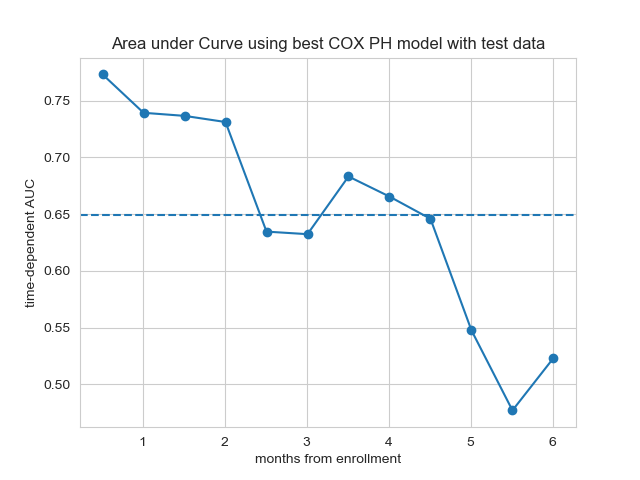 Area under Curve using best COX PH model with test data
time-dependent AUC
0.75
0.70
0.65
0.60
0.55
0.50
1 2 3 4 5 6
months from enrollment